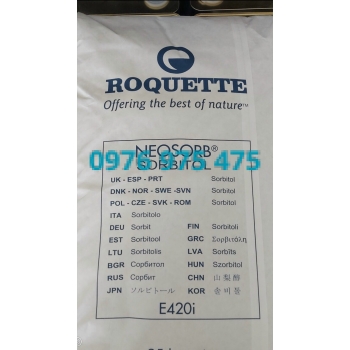 ROQUETTE
Offering the best of nature™
NEOSORB®
0976 876 475
SORBITOL
UK - ESP - PRT Sorbitol
DNK - NOR - SWE -SVN Sorbitol
POL - CZE - SVK - ROM Sorbitol
ITA Sorbitolo
DEU Sorbit FIN Sorbitoli
EST Sorbitool GRC Σορβιτόλη
LTU Sorbitolis LVA Sorbīts
BGR Сорбитол HUN Szorbitol
RUS Сорбит CHN 山梨醇
JPN ソルビトール KOR 솔비톨
E420i